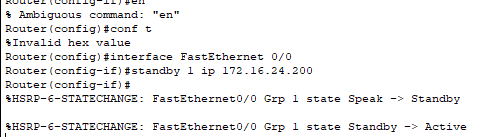 Router(config-if)#en
% Ambiguous command: "en"
Router(config)#conf t
%Invalid hex value
Router(config)#interface FastEthernet 0/0
Router(config-if)#standby 1 ip 172.16.24.200
Router(config-if)#
%HSRP-6-STATECHANGE: FastEthernet0/0 Grp 1 state Speak -> Standby
%HSRP-6-STATECHANGE: FastEthernet0/0 Grp 1 state Standby -> Active